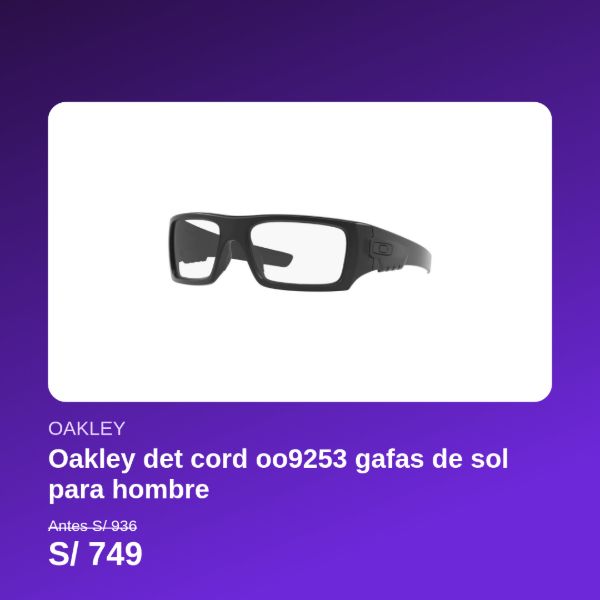 OAKLEY
Oakley det cord oo9253 gafas de sol
para hombre
Antes S/ 936
S/ 749